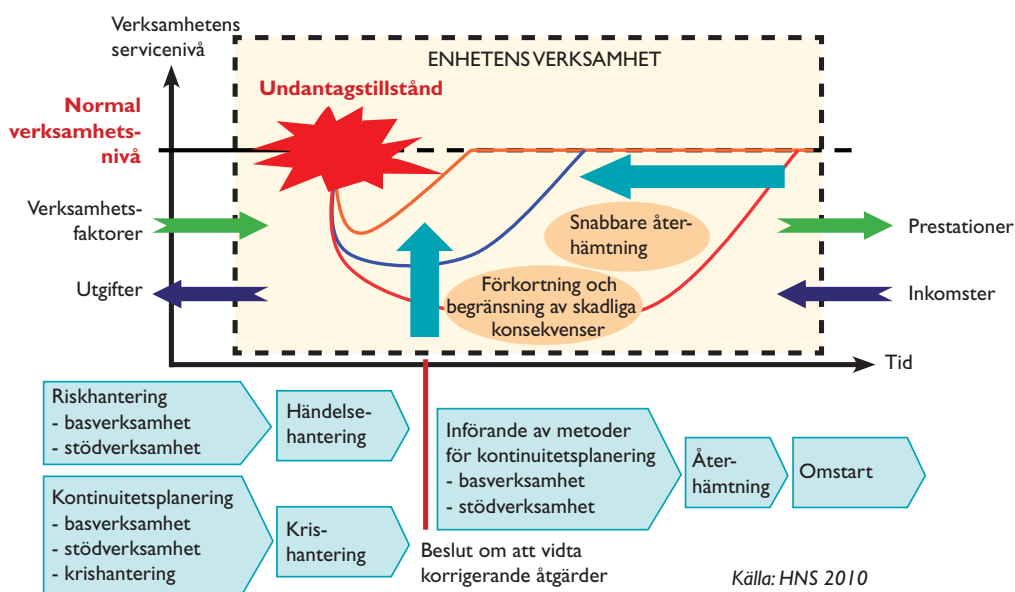 Verksamhetens
servicenivå
ENHETENS VERKSAMHET
Undantagstillstånd
Normal
verksamhets-
nivå
Verksamhets-
faktorer
Snabbare åter-
hämtning
Prestationer
Utgifter
Förkortning och
begränsning av skadliga
konsekvenser
Inkomster
Tid
Riskhantering
- basverksamhet
- stödverksamhet
Händelse-
hantering
Införande av metoder
för kontinuitetsplanering
- basverksamhet
- stödverksamhet
Åter-
hämtning
Omstart
Kontinuitetsplanering
- basverksamhet
- stödverksamhet
- krishantering
Kris-
hantering
Beslut om att vidta
korrigerande åtgärder
Källa: HNS 2010